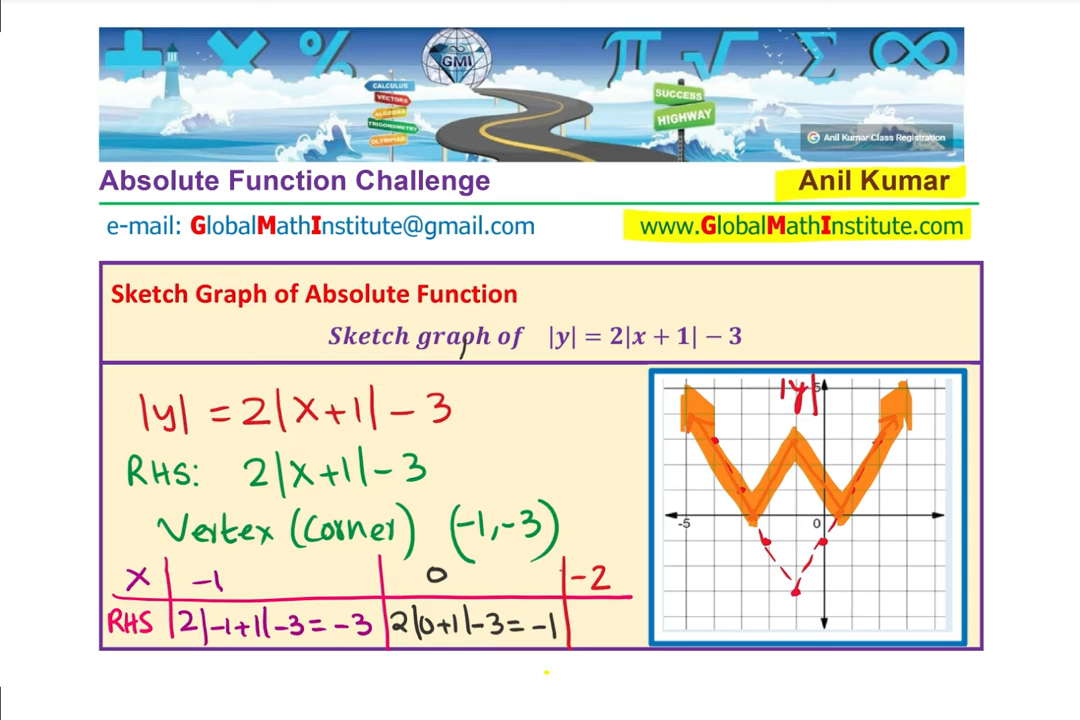 GMI
CALCULUS
VECTORS
ALGEBRA
TRIGONOMETRY
OLYMPIAD
SUCCESS
HIGHWAY
Anil Kumar Class Registration
Absolute Function Challenge Anil Kumar
e-mail: GlobalMathInstitute@gmail.com www.GlobalMathInstitute.com
Sketch Graph of Absolute Function
Sketch graph of |y| = 2|x + 1| − 3
|y| = 2|x+1| - 3
RHS: 2|x+1| - 3
Vertex (Corner) (-1,-3)
x -1 0 -2
RHS 2|-1+1|-3 = -3 2|0+1|-3 = -1
|y|
5
-5 0